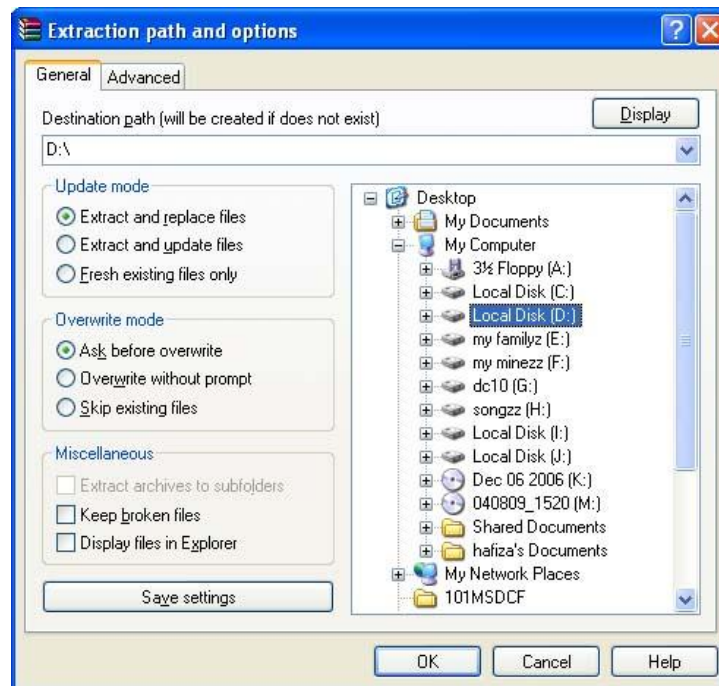 Extraction path and options
General
Advanced
Destination path (will be created if does not exist)
Display
D:\
Update mode
Extract and replace files
Extract and update files
Fresh existing files only
Overwrite mode
Ask before overwrite
Overwrite without prompt
Skip existing files
Miscellaneous
Extract archives to subfolders
Keep broken files
Display files in Explorer
Save settings
Desktop
My Documents
My Computer
3½ Floppy (A:)
Local Disk (C:)
Local Disk (D:)
my familyz (E:)
my minezz (F:)
dc10 (G:)
songzz (H:)
Local Disk (I:)
Local Disk (J:)
Dec 06 2006 (K:)
040809_1520 (M:)
Shared Documents
hafiza's Documents
My Network Places
101MSDCF
OK
Cancel
Help